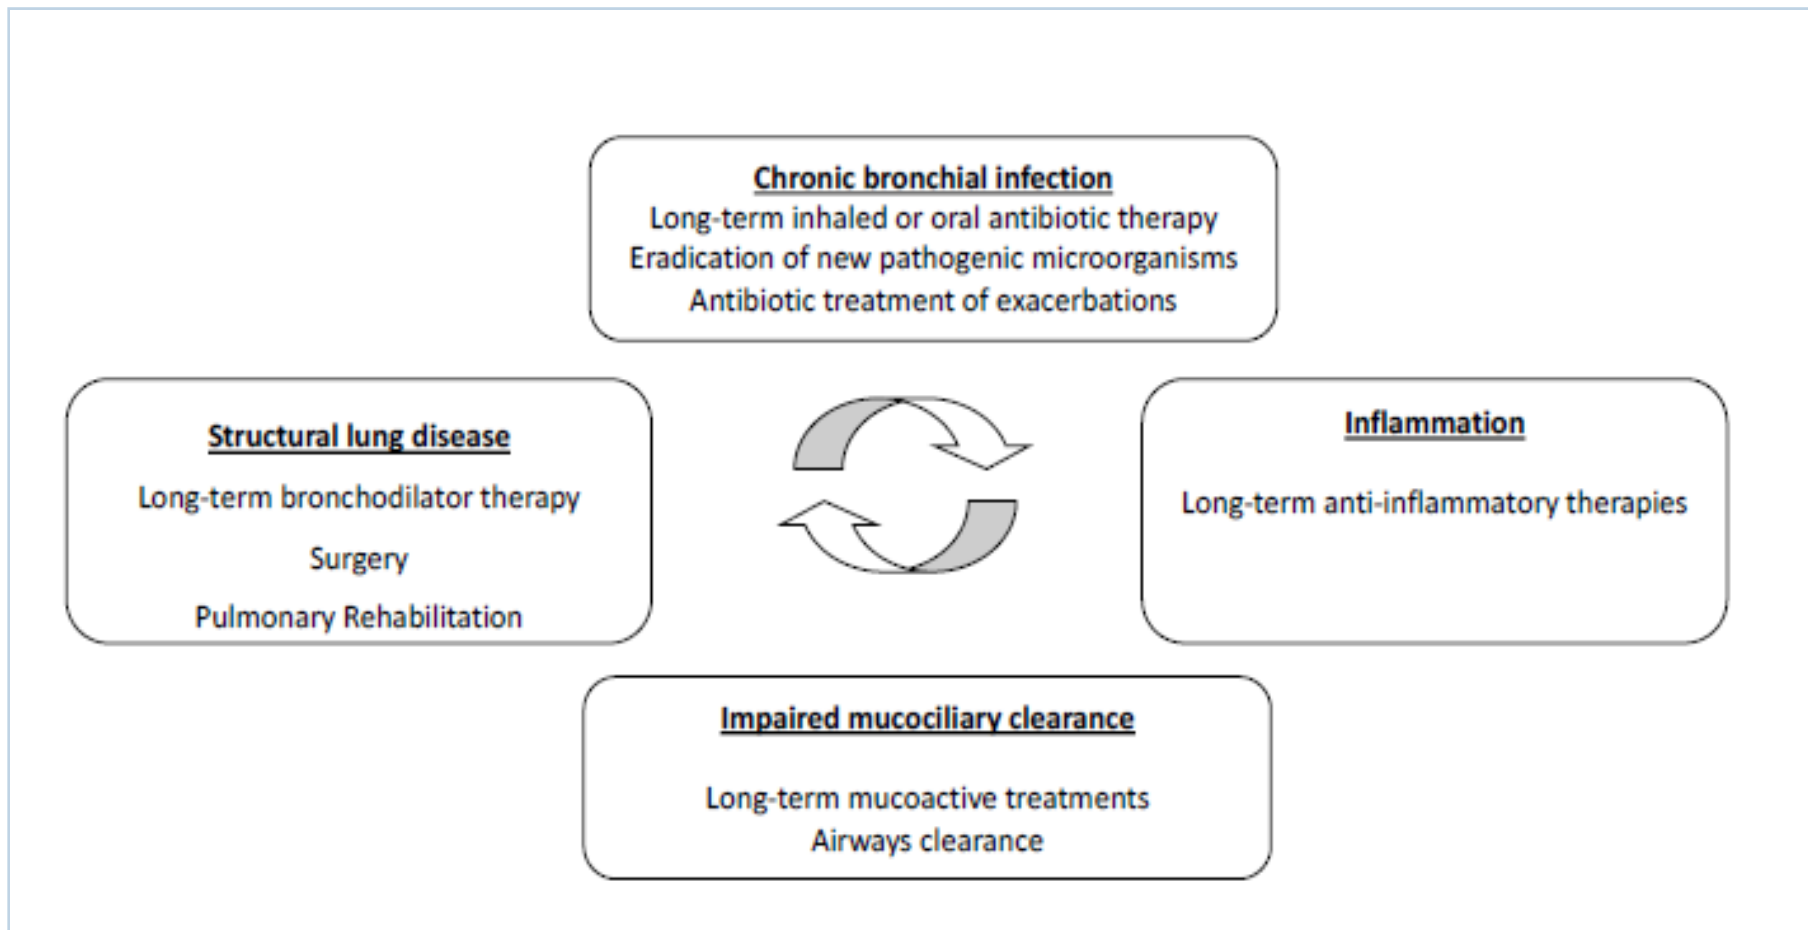 Chronic bronchial infection
Long-term inhaled or oral antibiotic therapy
Eradication of new pathogenic microorganisms
Antibiotic treatment of exacerbations
Structural lung disease
Long-term bronchodilator therapy
Surgery
Pulmonary Rehabilitation
Inflammation
Long-term anti-inflammatory therapies
Impaired mucociliary clearance
Long-term mucoactive treatments
Airways clearance